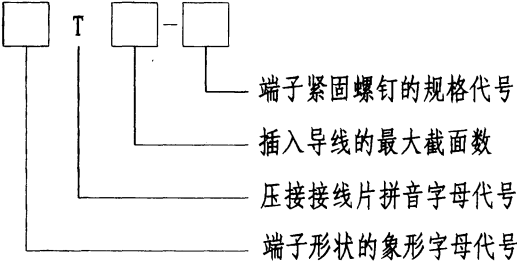 T -
端子紧固螺钉的规格代号
插入导线的最大截面数
压接接线片拼音字母代号
端子形状的象形字母代号